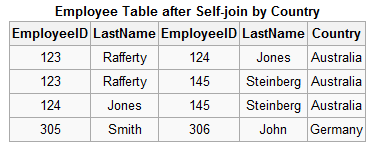 Employee Table after Self-join by Country
EmployeeID LastName EmployeeID LastName Country
123 Rafferty 124 Jones Australia
123 Rafferty 145 Steinberg Australia
124 Jones 145 Steinberg Australia
305 Smith 306 John Germany